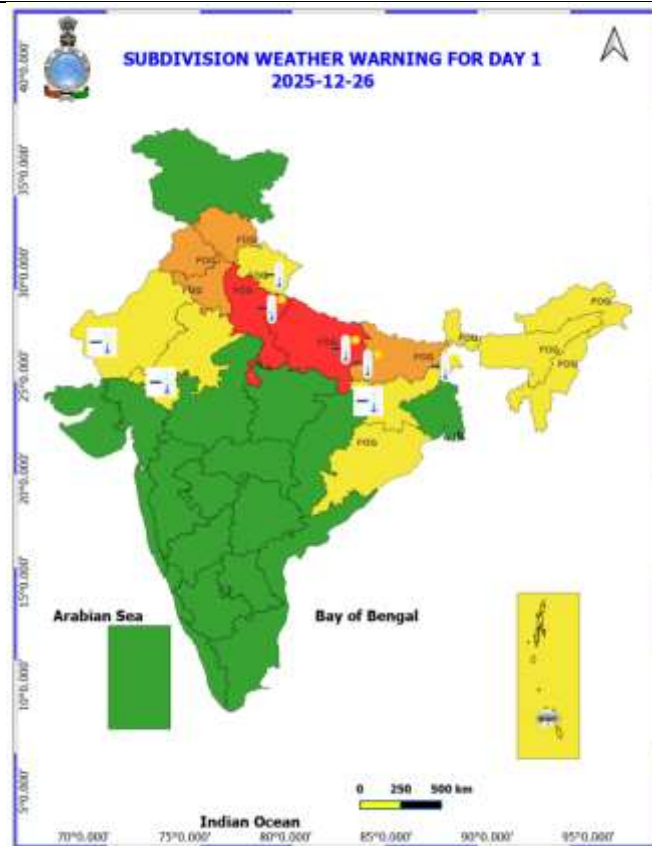 SUBDIVISION WEATHER WARNING FOR DAY 1
2025-12-26
40°0.000'
35°0.000'
30°0.000'
25°0.000'
20°0.000'
15°0.000'
10°0.000'
5°0.000'
FOG
FOG
FOG
FOG
FOG
FOG
FOG
FOG
FOG
FOG
FOG
FOG
Arabian Sea
Bay of Bengal
0 250 500 km
Indian Ocean
70°0.000' 75°0.000' 80°0.000' 85°0.000' 90°0.000' 95°0.000'